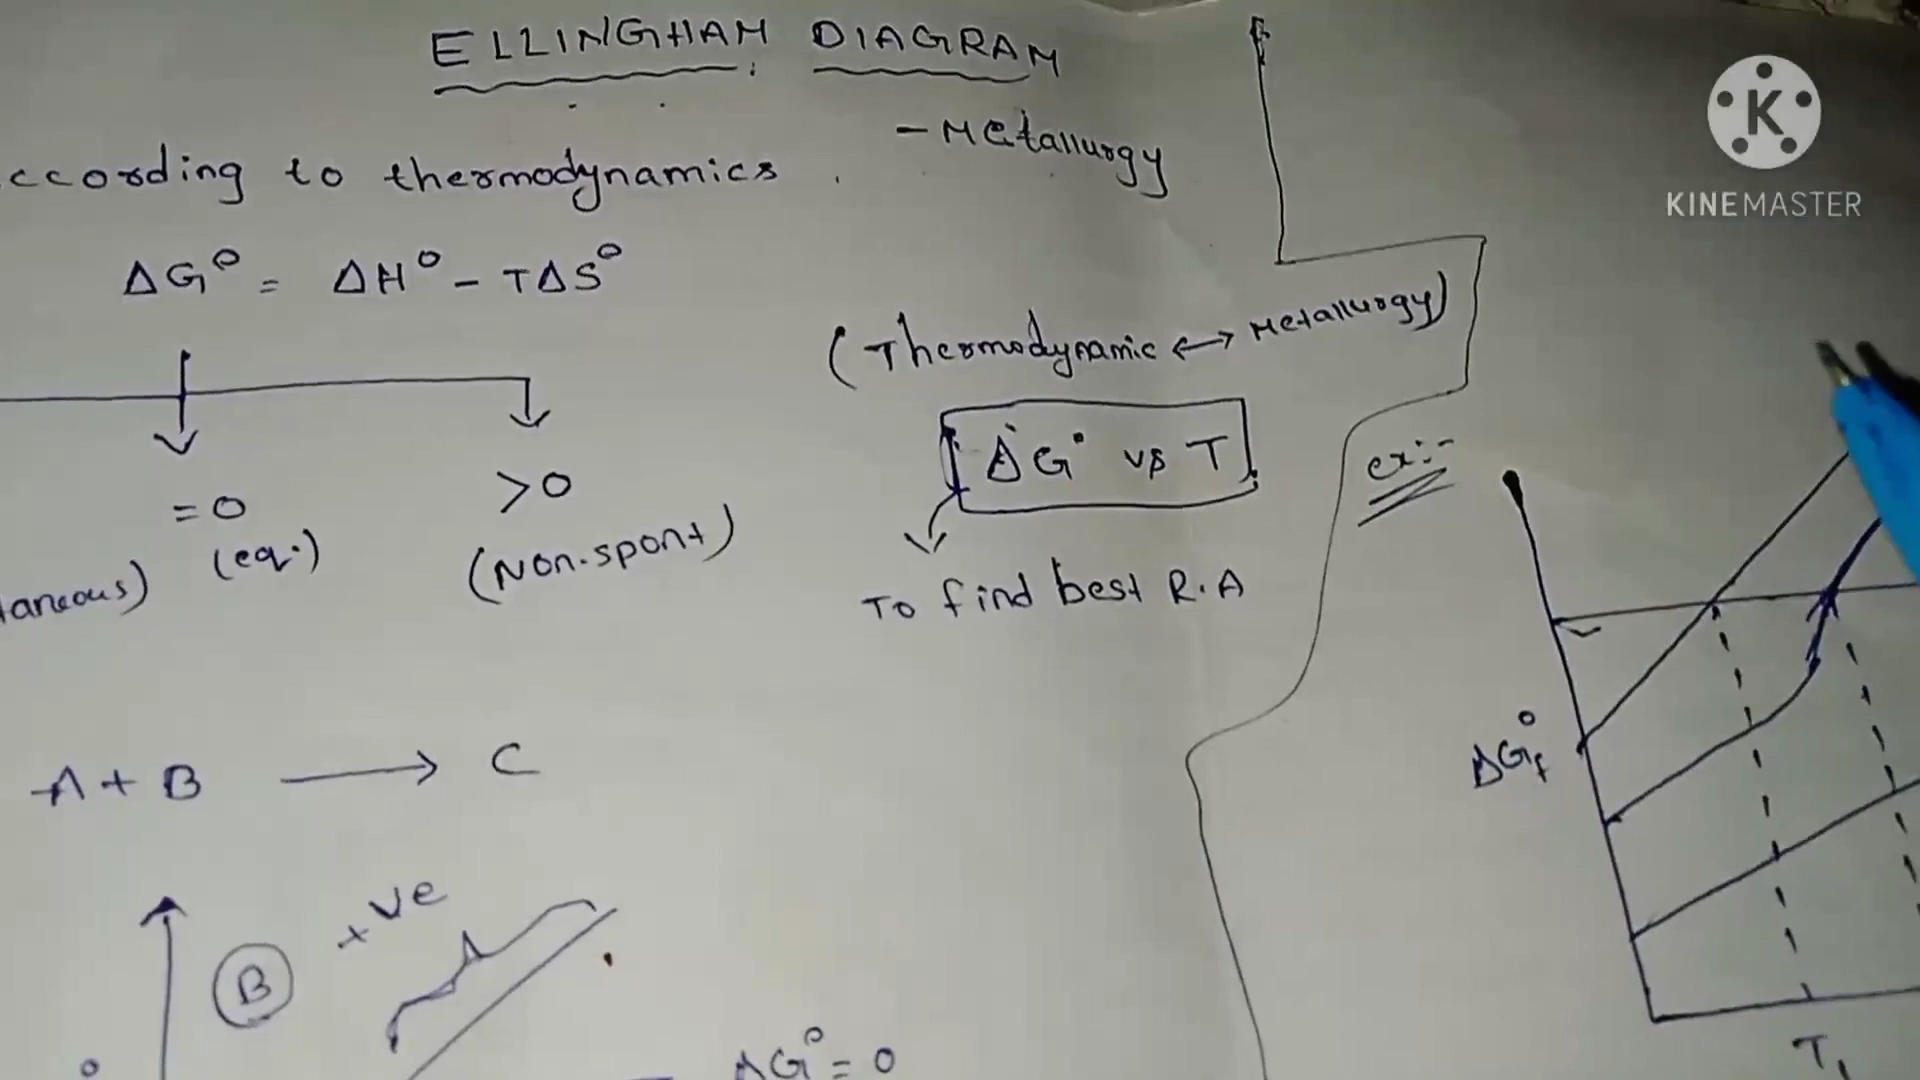 ELLINGHAM DIAGRAM
- Metallurgy
ccording to thermodynamics
ΔG° = ΔH° - TΔS°
(Thermodynamic ↔ Metallurgy)
ΔG° vs T
=0
>0
(eq.)
(Non.spont)
taneous)
To find best R.A
ex:-
A + B → C
+ve
B
ΔG° = 0
ΔG°f
T1
K
KINEMASTER